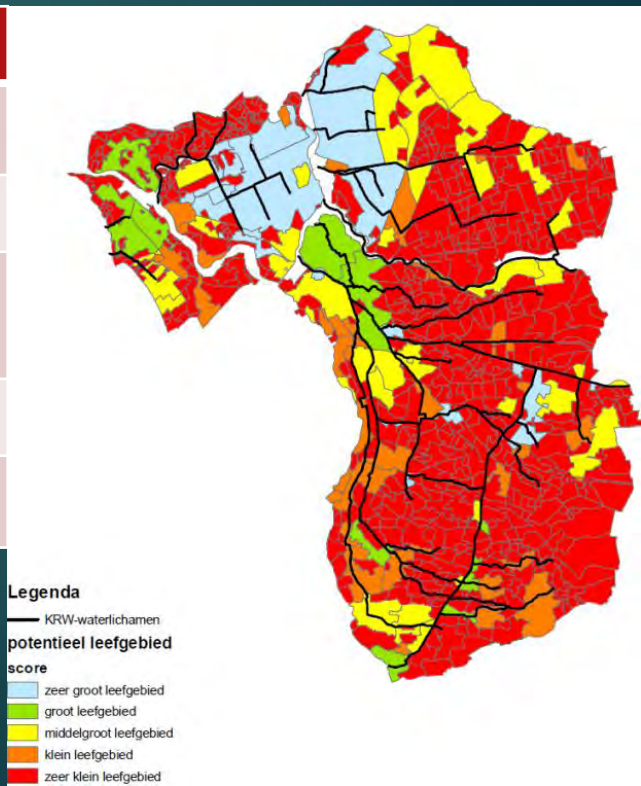 Legenda
KRW-waterlichamen
potentieel leefgebied
score
zeer groot leefgebied
groot leefgebied
middelgroot leefgebied
klein leefgebied
zeer klein leefgebied